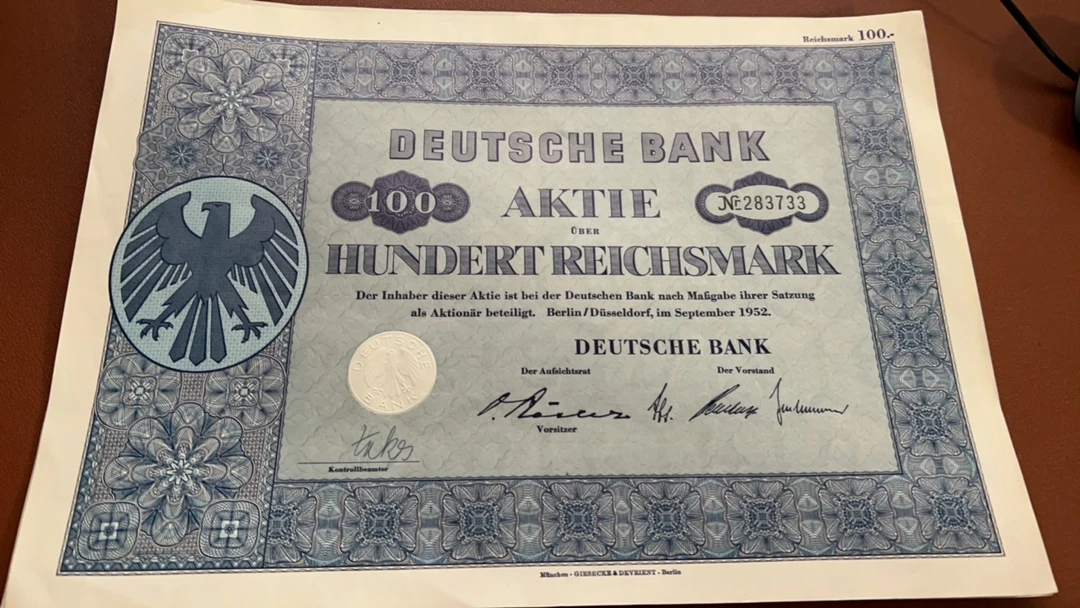 Reichsmark 100.-
DEUTSCHE BANK
100 AKTIE № 283733
ÜBER
HUNDERT REICHSMARK
Der Inhaber dieser Aktie ist bei der Deutschen Bank nach Maßgabe ihrer Satzung
als Aktionär beteiligt. Berlin/Düsseldorf, im September 1952.
DEUTSCHE BANK
Der Aufsichtsrat Der Vorstand
DEUTSCHE BANK
Vorsitzer
Kontrollbeamter
München - GIESECKE & DEVRIENT - Berlin